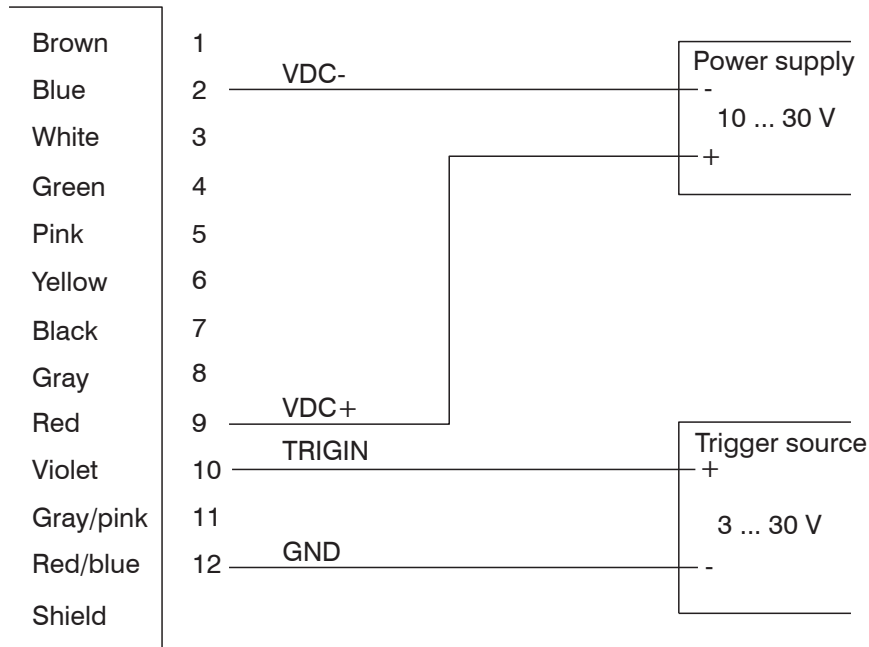 Brown 1
Blue 2 VDC-
White 3
Green 4
Pink 5
Yellow 6
Black 7
Gray 8
Red 9 VDC+
Violet 10 TRIGIN
Gray/pink 11
Red/blue 12 GND
Shield
Power supply
-
10 ... 30 V
+
Trigger source
+
3 ... 30 V
-